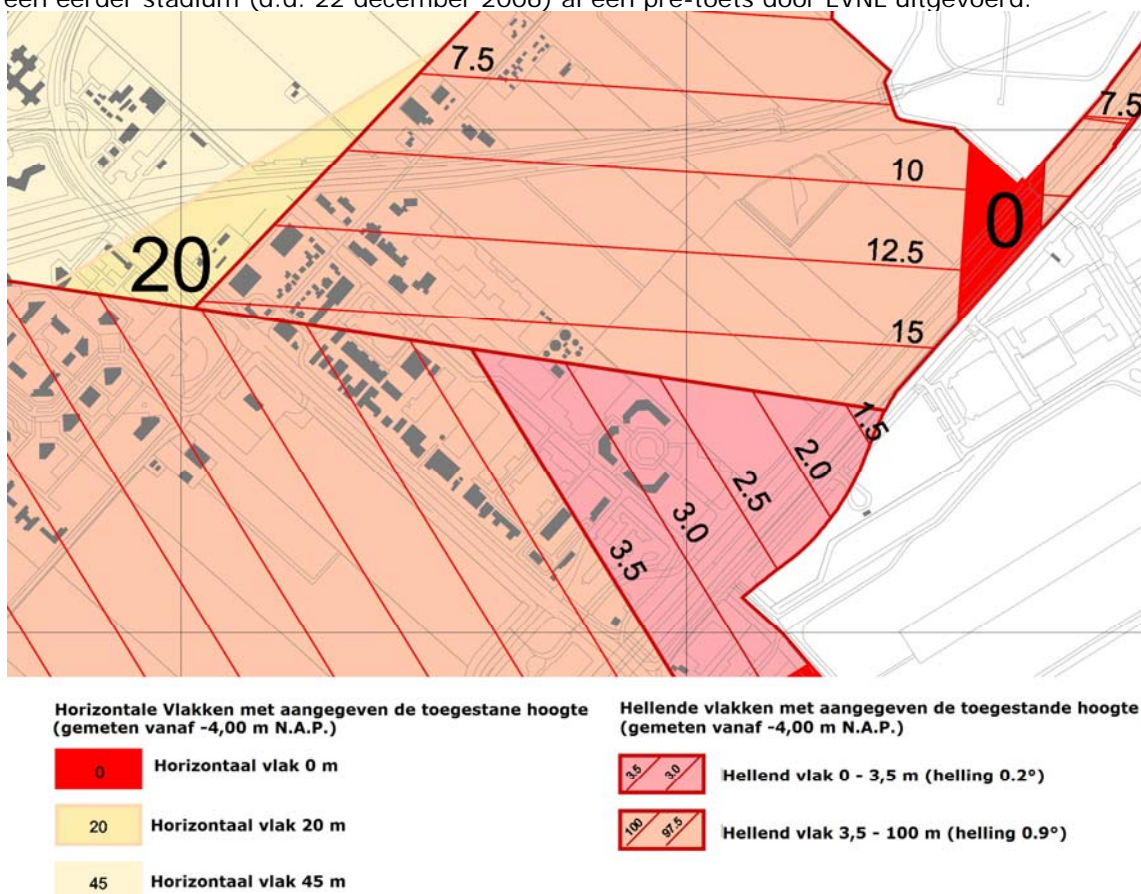 een eerder stadium (d.d. 22 december 2006) al een pre-toets door LVNL uitgevoerd.
7.5
7.5
10
0
12.5
20
15
1.5
2.0
2.5
3.0
3.5
Horizontale Vlakken met aangegeven de toegestane hoogte
(gemeten vanaf -4,00 m N.A.P.)
0 Horizontaal vlak 0 m
20 Horizontaal vlak 20 m
45 Horizontaal vlak 45 m
Hellende vlakken met aangegeven de toegestande hoogte
(gemeten vanaf -4,00 m N.A.P.)
3.5 3.0 Hellend vlak 0 - 3,5 m (helling 0.2°)
100 97.5 Hellend vlak 3,5 - 100 m (helling 0.9°)